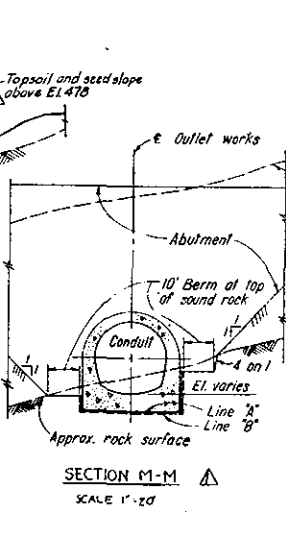 Topsoil and seed slope
above El. 478
℄ Outlet works
Abutment
10' Berm at top
of sound rock
Conduit
1
1
1
1
4 on 1
El. varies
Line "A"
Line "B"
Approx. rock surface
SECTION M-M
SCALE 1"=20'